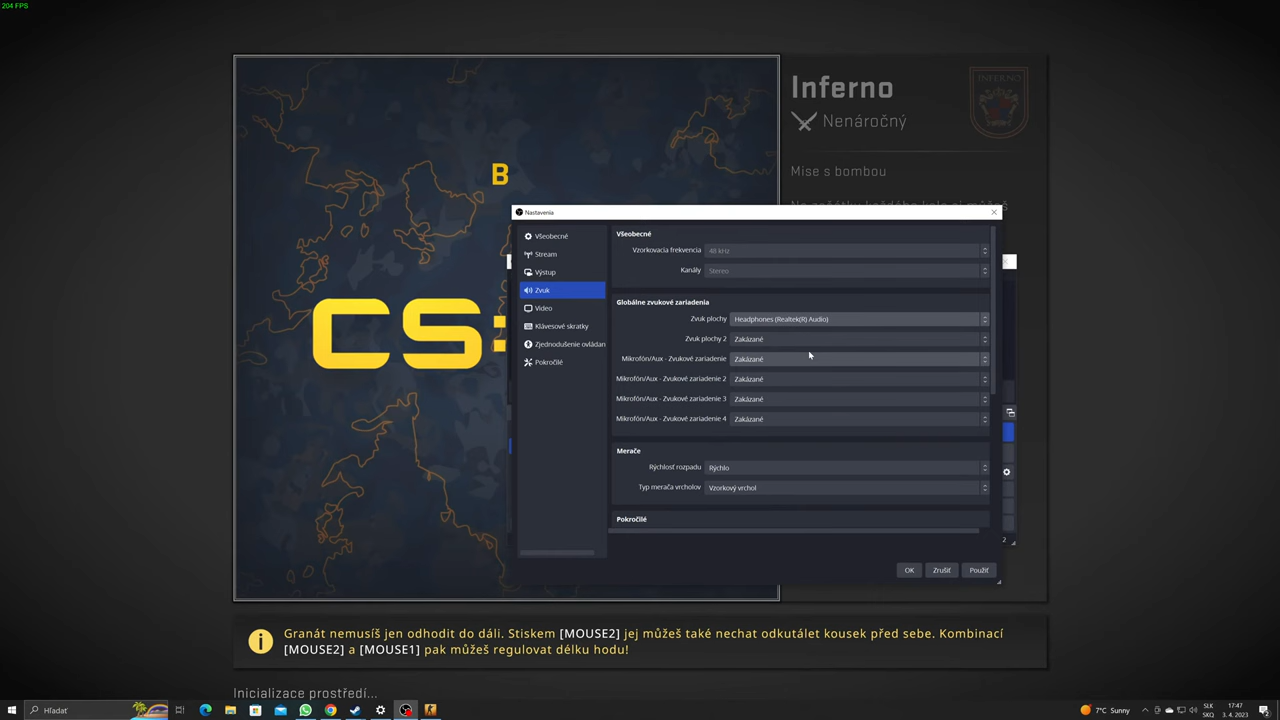 204 FPS
Inferno
INFERNO
Nenáročný
B
Mise s bombou
CS:
Nastavenia
Všeobecné
Stream
Výstup
Zvuk
Video
Klávesové skratky
Zjednodušenie ovládan
Pokročilé
Všeobecné
Vzorkovacia frekvencia 48 kHz
Kanály Stereo
Globálne zvukové zariadenia
Zvuk plochy Headphones (Realtek(R) Audio)
Zvuk plochy 2 Zakázané
Mikrofón/Aux - Zvukové zariadenie Zakázané
Mikrofón/Aux - Zvukové zariadenie 2 Zakázané
Mikrofón/Aux - Zvukové zariadenie 3 Zakázané
Mikrofón/Aux - Zvukové zariadenie 4 Zakázané
Merače
Rýchlosť rozpadu Rýchlo
Typ merača vrcholov Vzorkový vrchol
Pokročilé
OK Zrušiť Použiť
Granát nemusíš jen odhodit do dáli. Stiskem [MOUSE2] jej můžeš také nechat odkutálet kousek před sebe. Kombinací
[MOUSE2] a [MOUSE1] pak můžeš regulovat délku hodu!
Inicializace prostředí...
Hľadať
7°C Sunny
SLK
SKQ
17:47
3. 4. 2023
2